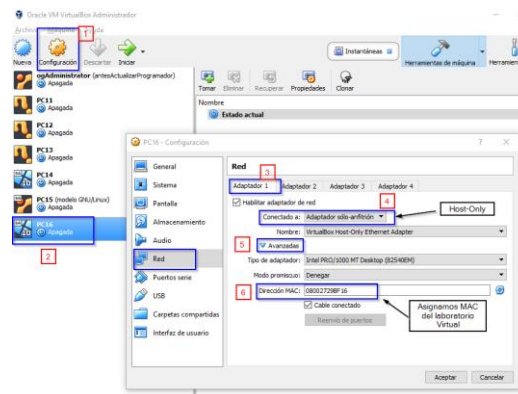 Oracle VM VirtualBox Administrador
Archivo Máquina Ayuda
1
Nueva Configuración Descartar Iniciar
Instantáneas
Herramientas de máquina
ogAdministrator (antesActualizarProgramador)
Apagada
PC11
Apagada
PC12
Apagada
PC13
Apagada
PC14
Apagada
PC15 (modelo GNU/Linux)
Apagada
PC16
Apagada
2
Tomar Eliminar Recuperar Propiedades Clonar
Nombre
Estado actual
PC16 - Configuración
? X
General
Sistema
Pantalla
Almacenamiento
Audio
Red
Puertos serie
USB
Carpetas compartidas
Interfaz de usuario
Red
3
Adaptador 1 Adaptador 2 Adaptador 3 Adaptador 4
Habilitar adaptador de red
4
Conectado a: Adaptador sólo-anfitrión
Host-Only
Nombre: VirtualBox Host-Only Ethernet Adapter
5
Avanzadas
Tipo de adaptador: Intel PRO/1000 MT Desktop (82540EM)
Modo promiscuo: Denegar
6
Dirección MAC: 08002729BF16
Cable conectado
Reenvío de puertos
Asignamos MAC
del laboratorio
Virtual
Aceptar Cancelar